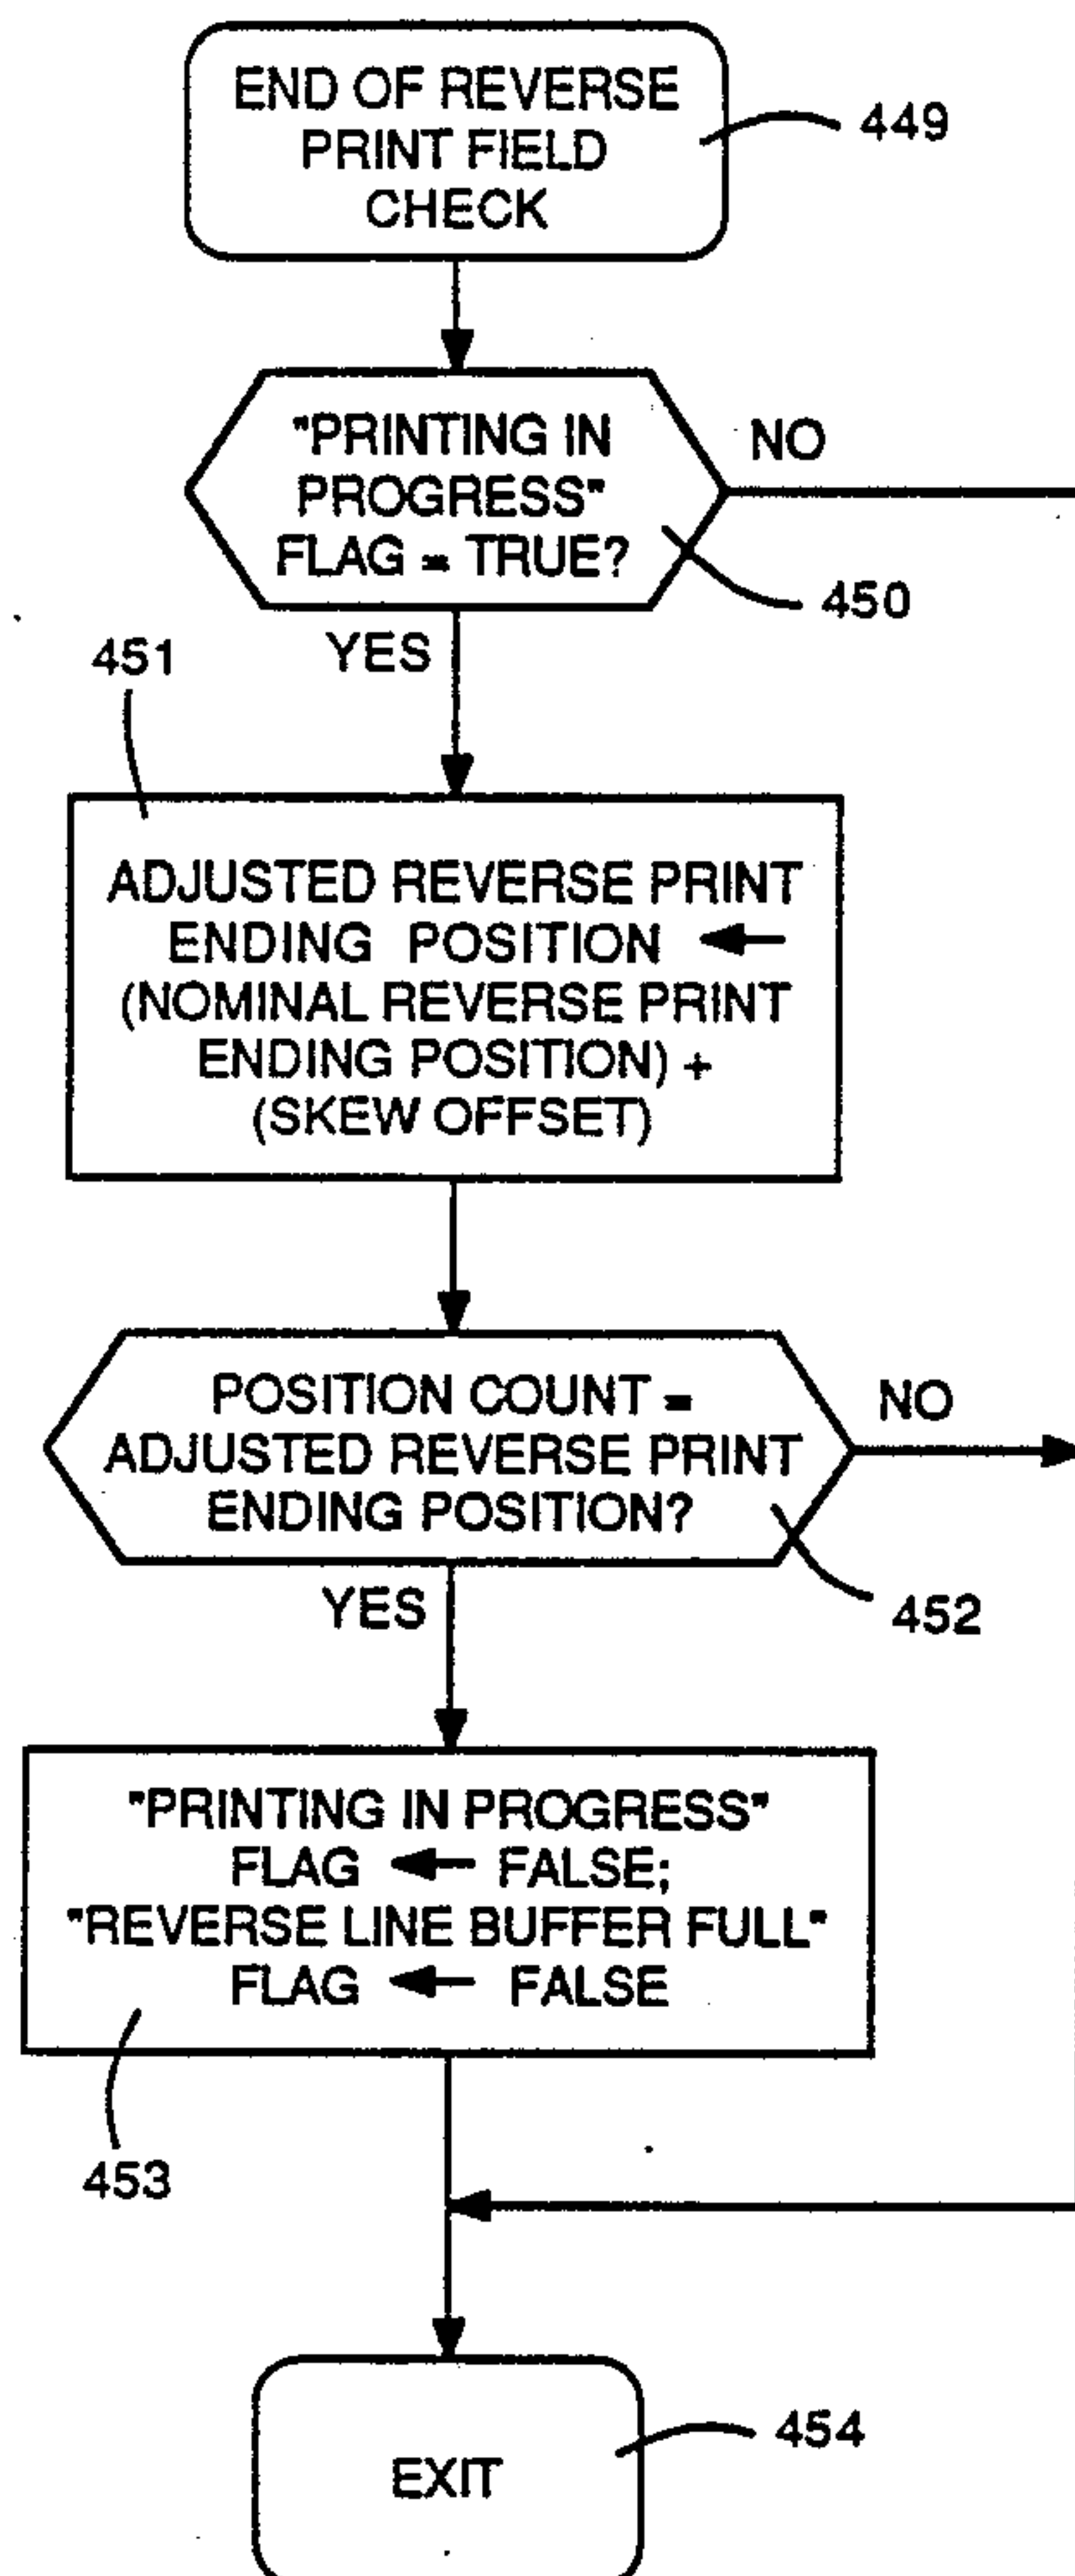 END OF REVERSE
PRINT FIELD
CHECK
449
"PRINTING IN
PROGRESS"
FLAG = TRUE?
NO
450
YES
451
ADJUSTED REVERSE PRINT
ENDING POSITION ←
(NOMINAL REVERSE PRINT
ENDING POSITION) +
(SKEW OFFSET)
POSITION COUNT =
ADJUSTED REVERSE PRINT
ENDING POSITION?
NO
452
YES
"PRINTING IN PROGRESS"
FLAG ← FALSE;
"REVERSE LINE BUFFER FULL"
FLAG ← FALSE
453
EXIT
454